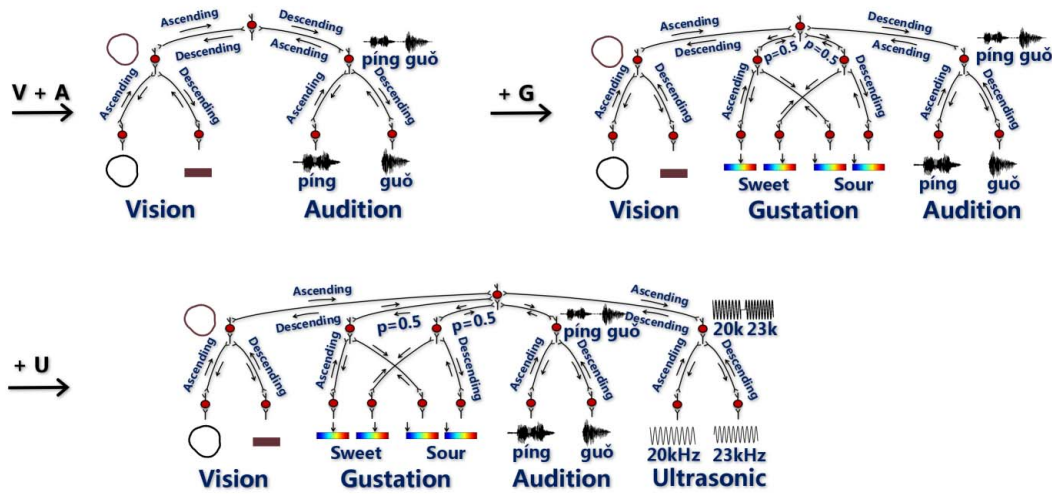 V + A
Ascending
Descending
Descending
Ascending
píng guǒ
Ascending
Descending
Ascending
Descending
píng
guǒ
Vision
Audition
+ G
Ascending
Descending
Descending
Ascending
p=0.5
p=0.5
píng guǒ
Ascending
Descending
Ascending
Descending
Ascending
Descending
Sweet
Sour
píng
guǒ
Vision
Gustation
Audition
+ U
Ascending
Descending
p=0.5
p=0.5
Ascending
Descending
píng guǒ
20k 23k
Ascending
Descending
Ascending
Descending
Ascending
Descending
Ascending
Descending
Sweet
Sour
píng
guǒ
20kHz
23kHz
Vision
Gustation
Audition
Ultrasonic